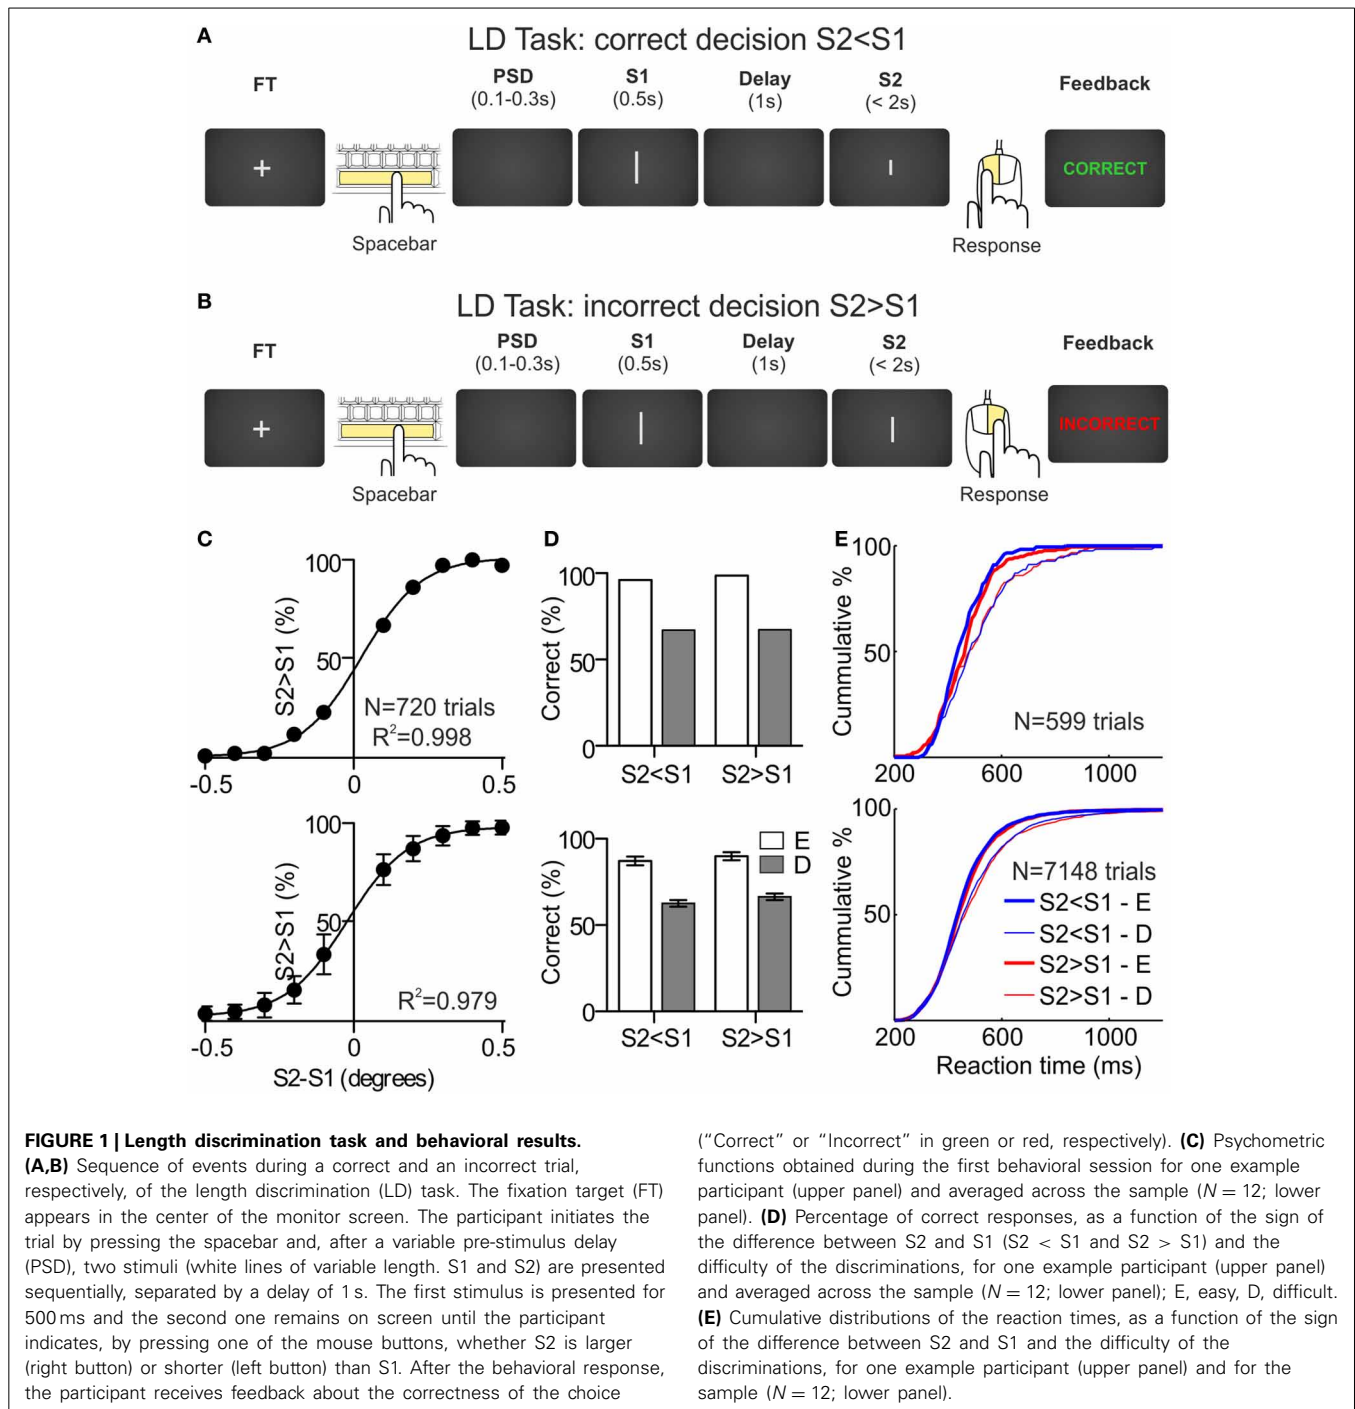 A
LD Task: correct decision S2<S1
FT
PSD
(0.1-0.3s)
S1
(0.5s)
Delay
(1s)
S2
(< 2s)
Feedback
CORRECT
Spacebar
Response
B
LD Task: incorrect decision S2>S1
FT
PSD
(0.1-0.3s)
S1
(0.5s)
Delay
(1s)
S2
(< 2s)
Feedback
INCORRECT
Spacebar
Response
C
S2>S1 (%)
100
50
N=720 trials
R²=0.998
-0.5
0
0.5
S2>S1 (%)
100
50
R²=0.979
-0.5
0
0.5
S2-S1 (degrees)
D
Correct (%)
100
50
0
S2<S1
S2>S1
Correct (%)
100
50
0
E
D
S2<S1
S2>S1
E
Cummulative %
100
50
N=599 trials
200
600
1000
Cummulative %
100
50
N=7148 trials
S2<S1 - E
S2<S1 - D
S2>S1 - E
S2>S1 - D
200
600
1000
Reaction time (ms)
FIGURE 1 | Length discrimination task and behavioral results.
(A,B) Sequence of events during a correct and an incorrect trial,
respectively, of the length discrimination (LD) task. The fixation target (FT)
appears in the center of the monitor screen. The participant initiates the
trial by pressing the spacebar and, after a variable pre-stimulus delay
(PSD), two stimuli (white lines of variable length. S1 and S2) are presented
sequentially, separated by a delay of 1 s. The first stimulus is presented for
500 ms and the second one remains on screen until the participant
indicates, by pressing one of the mouse buttons, whether S2 is larger
(right button) or shorter (left button) than S1. After the behavioral response,
the participant receives feedback about the correctness of the choice
(“Correct” or “Incorrect” in green or red, respectively). (C) Psychometric
functions obtained during the first behavioral session for one example
participant (upper panel) and averaged across the sample (N = 12; lower
panel). (D) Percentage of correct responses, as a function of the sign of
the difference between S2 and S1 (S2 < S1 and S2 > S1) and the
difficulty of the discriminations, for one example participant (upper panel)
and averaged across the sample (N = 12; lower panel); E, easy, D, difficult.
(E) Cumulative distributions of the reaction times, as a function of the sign
of the difference between S2 and S1 and the difficulty of the
discriminations, for one example participant (upper panel) and for the
sample (N = 12; lower panel).